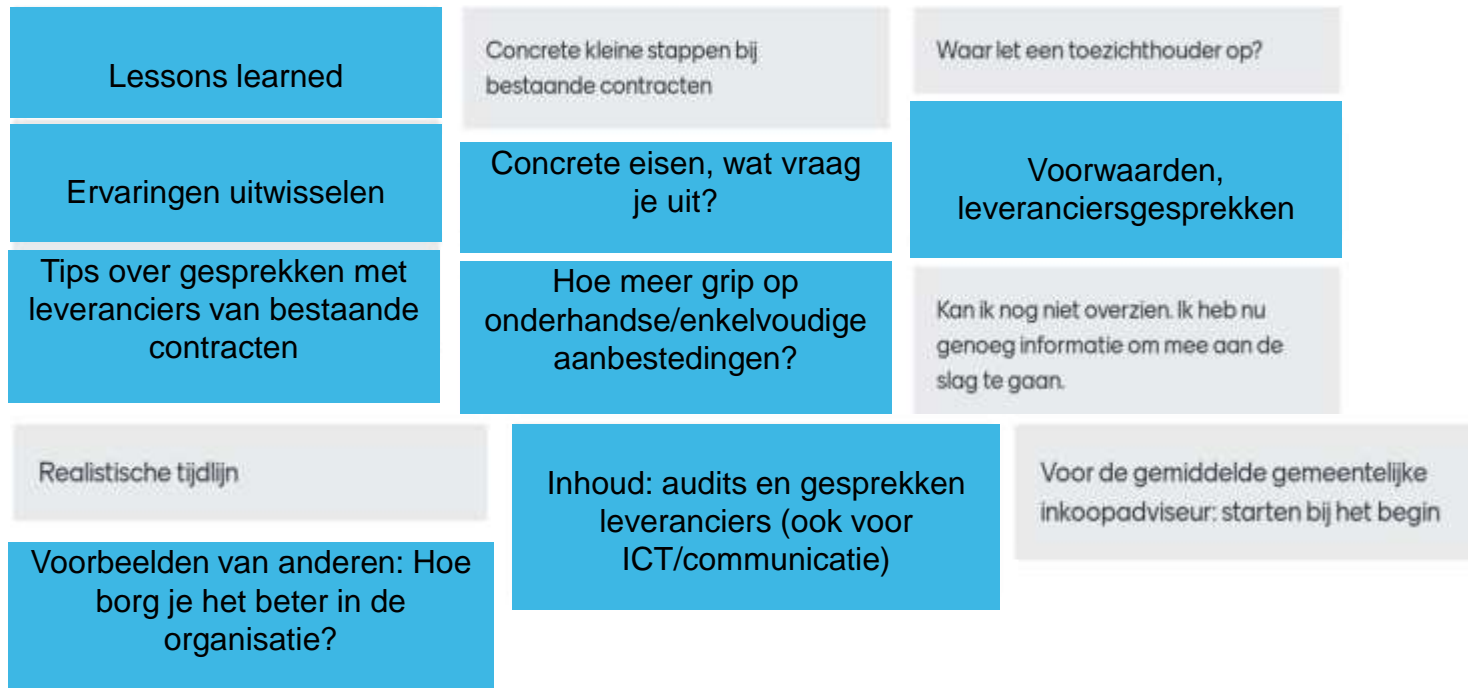 Lessons learned
Concrete kleine stappen bij
bestaande contracten
Waar let een toezichthouder op?
Ervaringen uitwisselen
Concrete eisen, wat vraag
je uit?
Voorwaarden,
leveranciersgesprekken
Tips over gesprekken met
leveranciers van bestaande
contracten
Hoe meer grip op
onderhandse/enkelvoudige
aanbestedingen?
Kan ik nog niet overzien. Ik heb nu
genoeg informatie om mee aan de
slag te gaan.
Realistische tijdlijn
Inhoud: audits en gesprekken
leveranciers (ook voor
ICT/communicatie)
Voor de gemiddelde gemeentelijke
inkoopadviseur: starten bij het begin
Voorbeelden van anderen: Hoe
borg je het beter in de
organisatie?